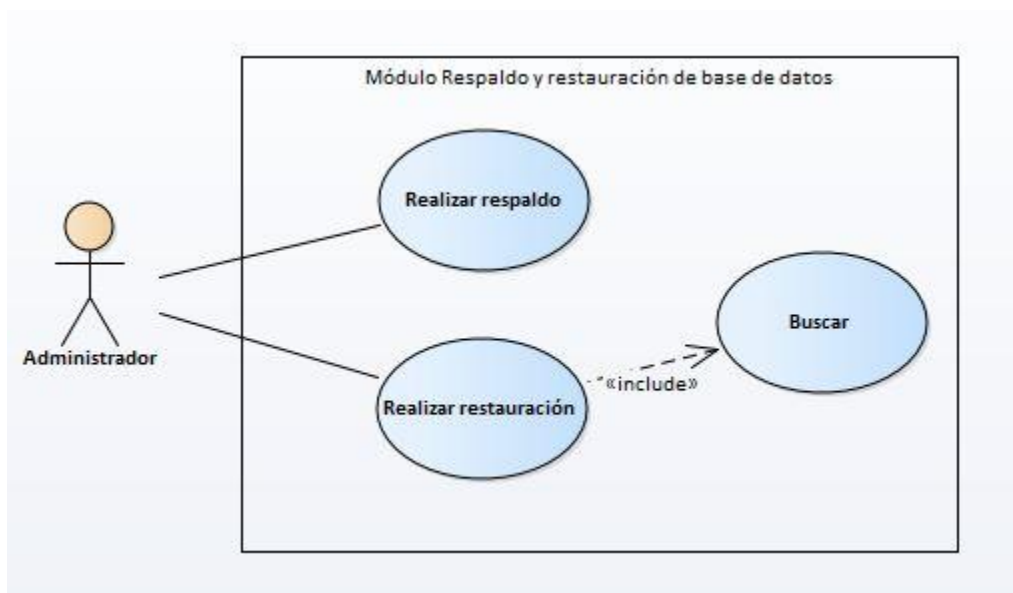 Módulo Respaldo y restauración de base de datos
Realizar respaldo
Buscar
Administrador
«include»
Realizar restauración